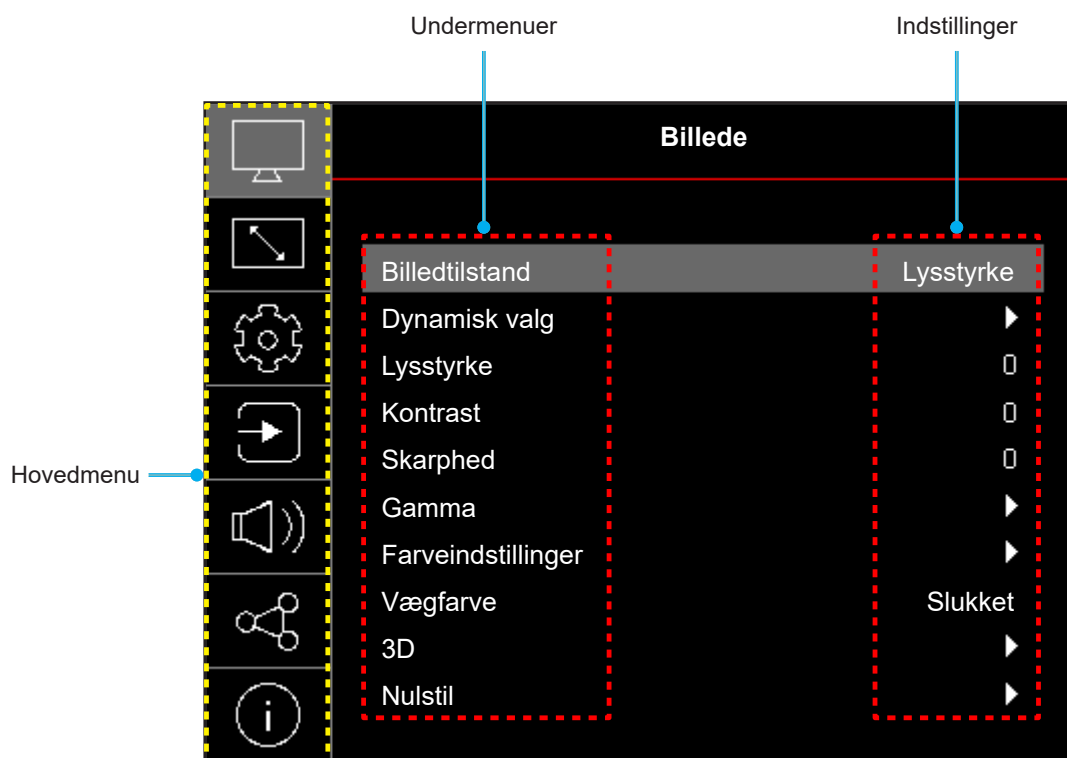 Undermenuer Indstillinger
Billede
Billedtilstand Lysstyrke
Dynamisk valg
Lysstyrke 0
Kontrast 0
Skarphed 0
Hovedmenu
Gamma
Farveindstillinger
Vægfarve Slukket
3D
Nulstil
i